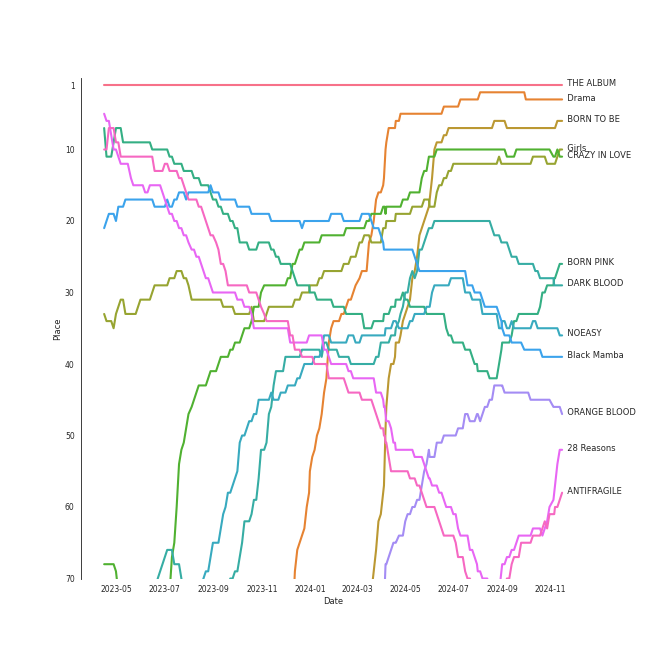 1
10
20
30
40
50
60
70
Place
2023-05
2023-07
2023-09
2023-11
2024-01
2024-03
2024-05
2024-07
2024-09
2024-11
Date
THE ALBUM
Drama
BORN TO BE
Girls
CRAZY IN LOVE
BORN PINK
DARK BLOOD
NOEASY
Black Mamba
ORANGE BLOOD
28 Reasons
ANTIFRAGILE